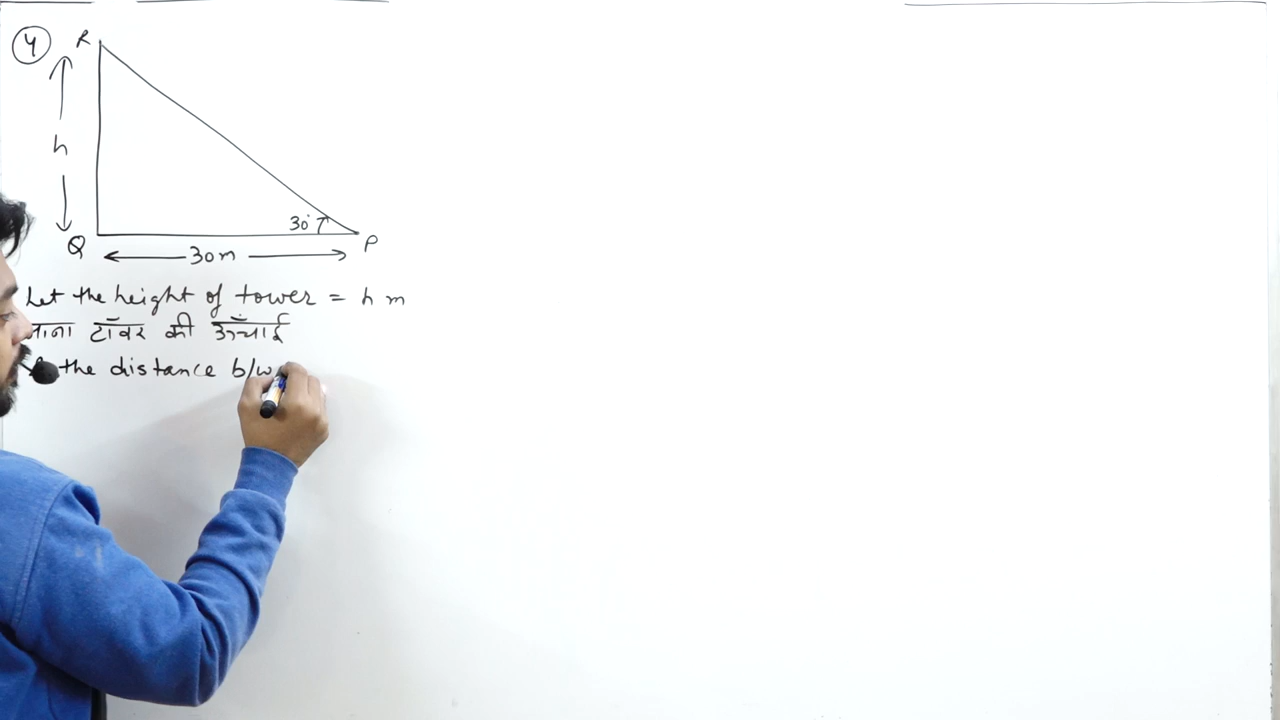 4
R
h
30°
Q
30m
P
Let the height of tower = h m
माना टॉवर की ऊँचाई
the distance b/w